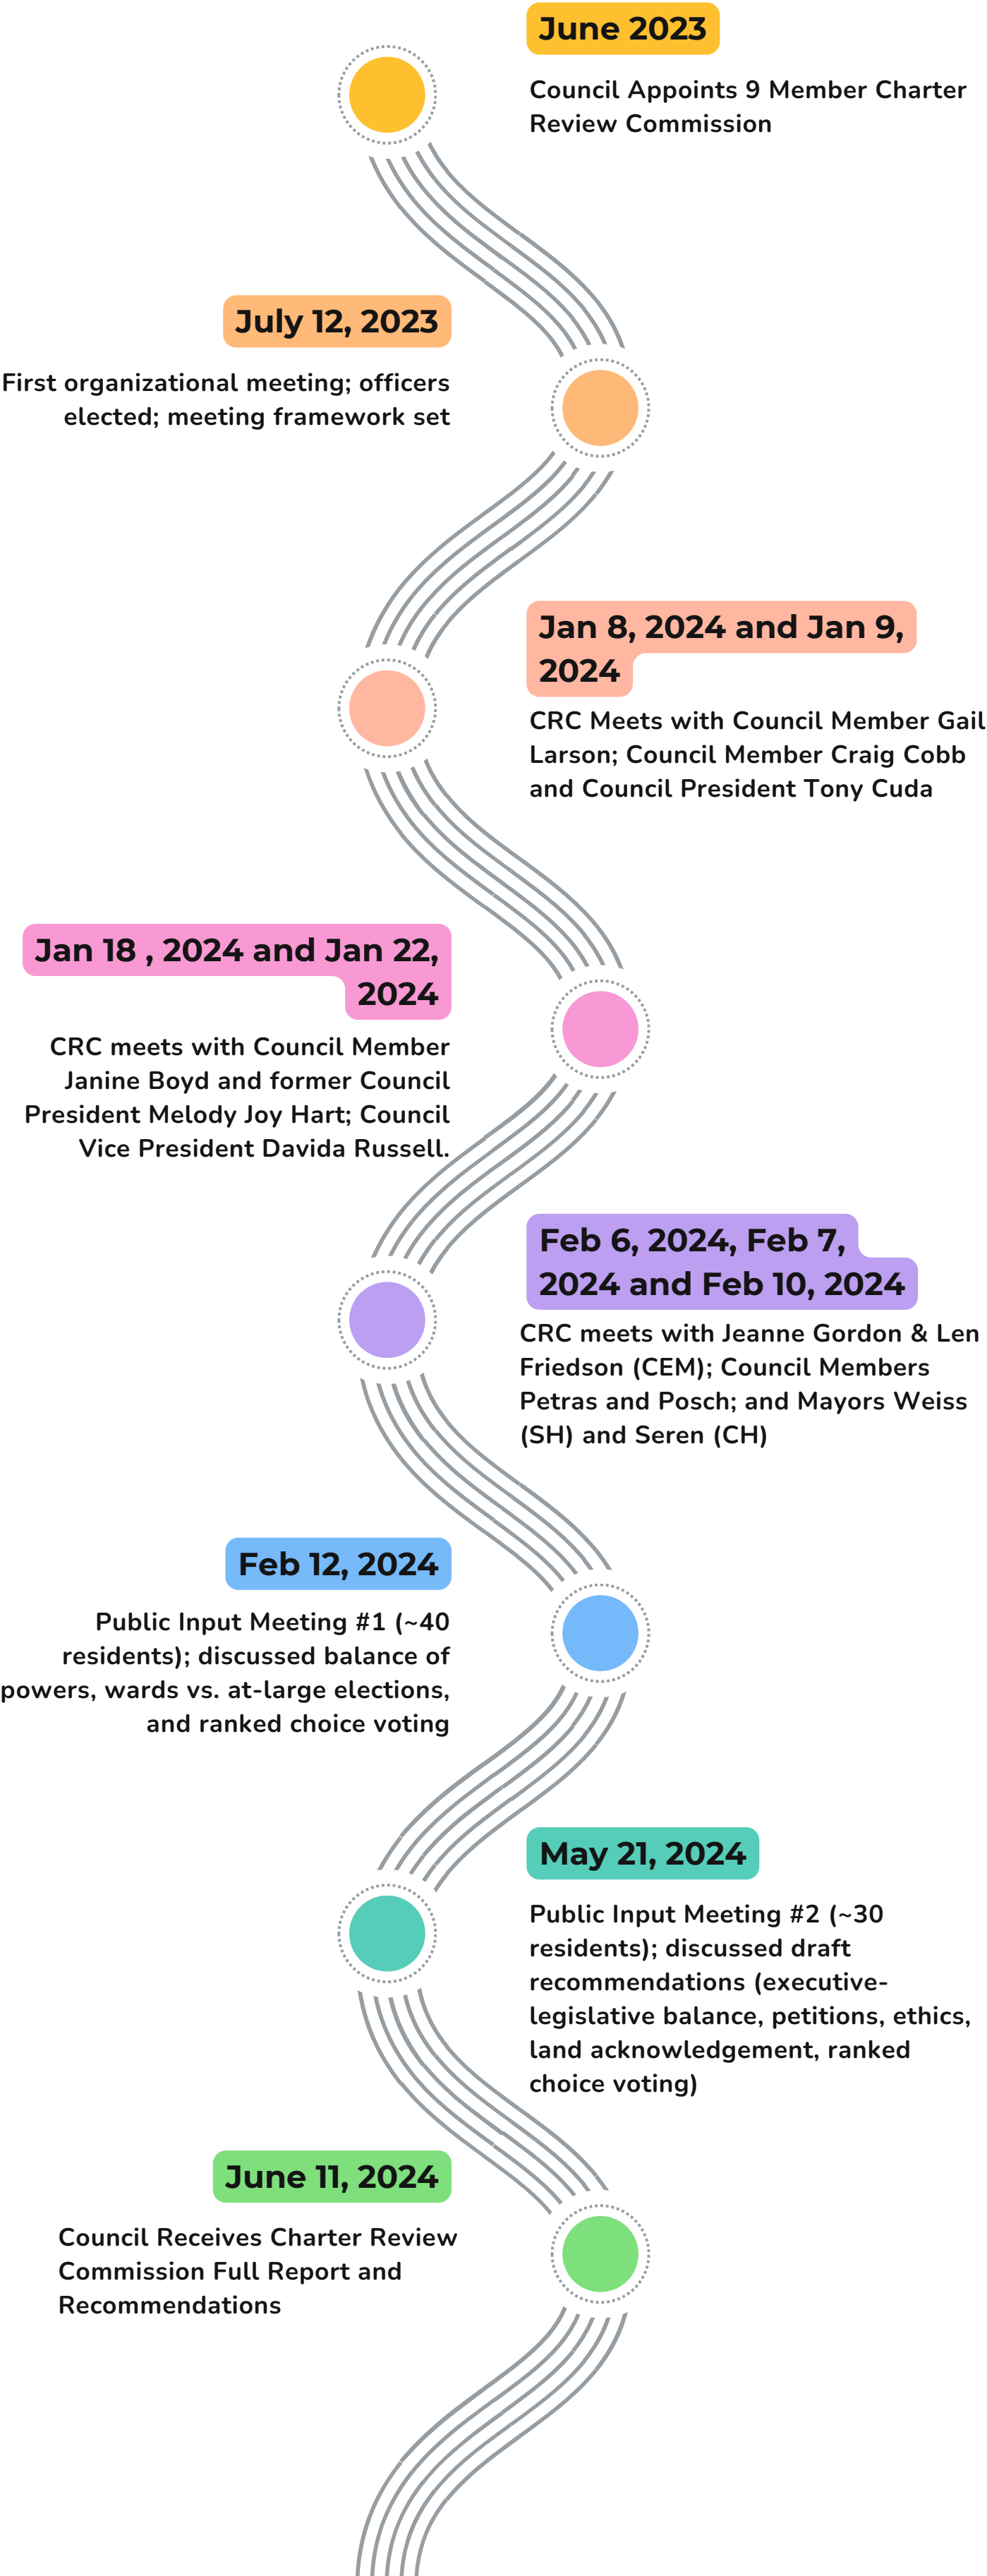 June 2023
Council Appoints 9 Member Charter
Review Commission
July 12, 2023
First organizational meeting; officers
elected; meeting framework set
Jan 8, 2024 and Jan 9,
2024
CRC Meets with Council Member Gail
Larson; Council Member Craig Cobb
and Council President Tony Cuda
Jan 18 , 2024 and Jan 22,
2024
CRC meets with Council Member
Janine Boyd and former Council
President Melody Joy Hart; Council
Vice President Davida Russell.
Feb 6, 2024, Feb 7,
2024 and Feb 10, 2024
CRC meets with Jeanne Gordon & Len
Friedson (CEM); Council Members
Petras and Posch; and Mayors Weiss
(SH) and Seren (CH)
Feb 12, 2024
Public Input Meeting #1 (~40
residents); discussed balance of
powers, wards vs. at-large elections,
and ranked choice voting
May 21, 2024
Public Input Meeting #2 (~30
residents); discussed draft
recommendations (executive-
legislative balance, petitions, ethics,
land acknowledgement, ranked
choice voting)
June 11, 2024
Council Receives Charter Review
Commission Full Report and
Recommendations